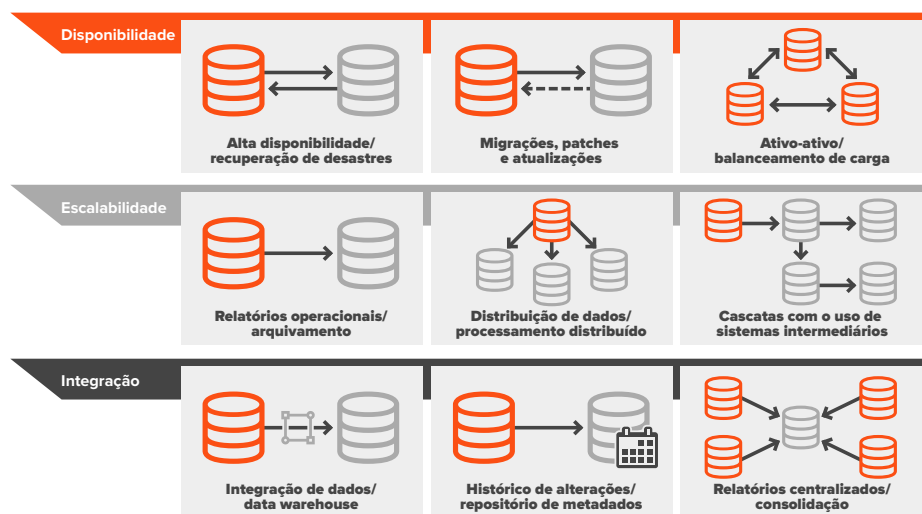 Disponibilidade
Alta disponibilidade/
recuperação de desastres
Migrações, patches
e atualizações
Ativo-ativo/
balanceamento de carga
Escalabilidade
Relatórios operacionais/
arquivamento
Distribuição de dados/
processamento distribuído
Cascatas com o uso de
sistemas intermediários
Integração
Integração de dados/
data warehouse
Histórico de alterações/
repositório de metadados
Relatórios centralizados/
consolidação